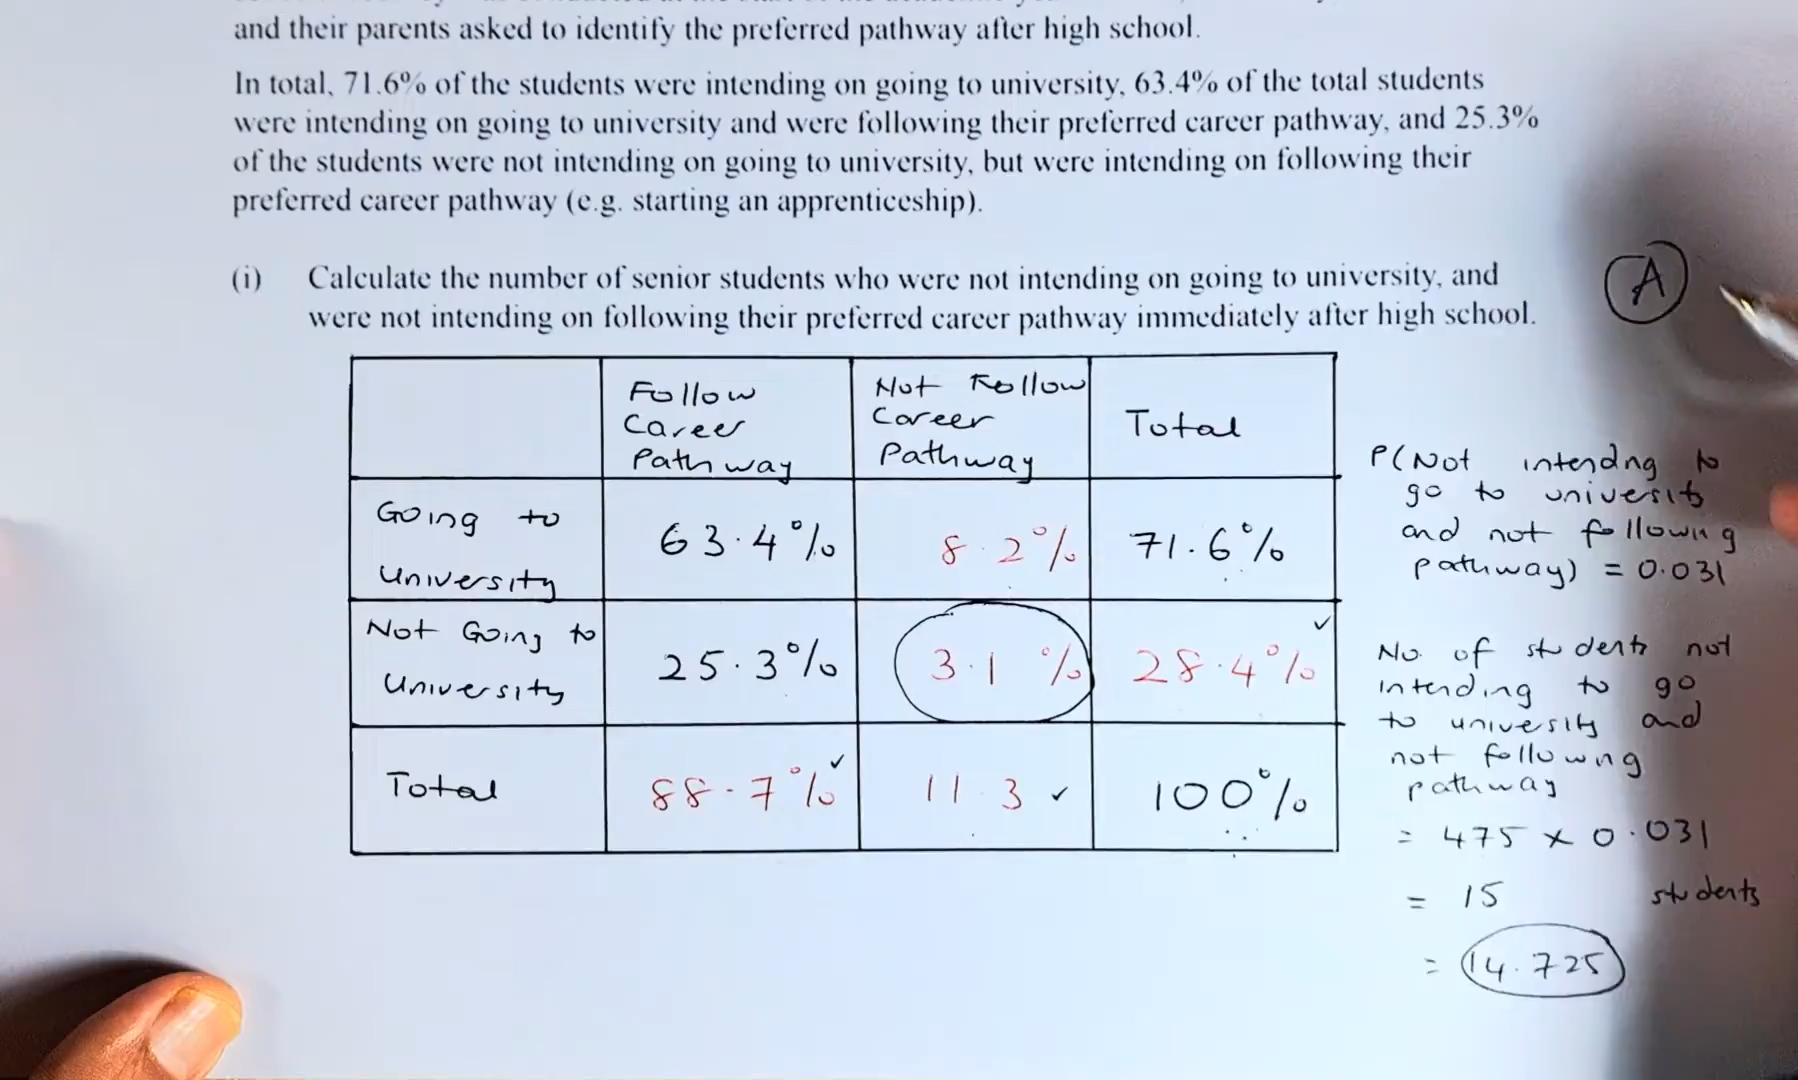 and their parents asked to identify the preferred pathway after high school.
In total, 71.6% of the students were intending on going to university, 63.4% of the total students
were intending on going to university and were following their preferred career pathway, and 25.3%
of the students were not intending on going to university, but were intending on following their
preferred career pathway (e.g. starting an apprenticeship).
(i) Calculate the number of senior students who were not intending on going to university, and
were not intending on following their preferred career pathway immediately after high school.
A
Follow
Career
Pathway
Not Follow
Career
Pathway
Total
Going to
University
63.4%
8.2%
71.6%
Not Going to
University
25.3%
3.1%
28.4%
Total
88.7%
11.3
100%
P(Not intending to
go to university
and not following
pathway) = 0.031
No. of students not
intending to go
to university and
not following
pathway
= 475 x 0.031
= 15 students
= 14.725